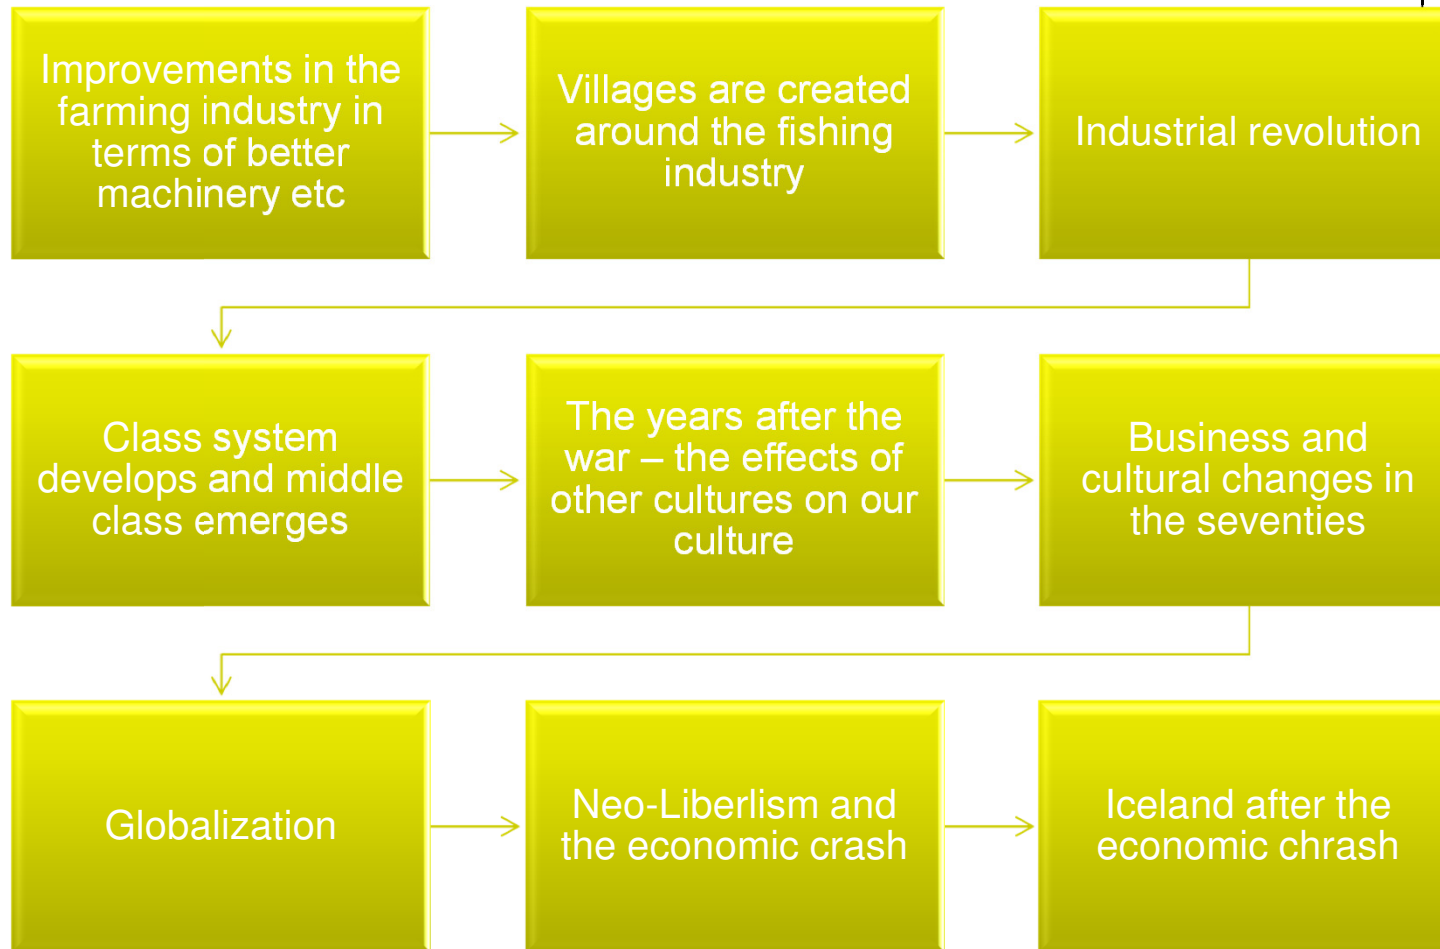 Improvements in the
farming industry in
terms of better
machinery etc
Villages are created
around the fishing
industry
Industrial revolution
Class system
develops and middle
class emerges
The years after the
war – the effects of
other cultures on our
culture
Business and
cultural changes in
the seventies
Globalization
Neo-Liberlism and
the economic crash
Iceland after the
economic chrash